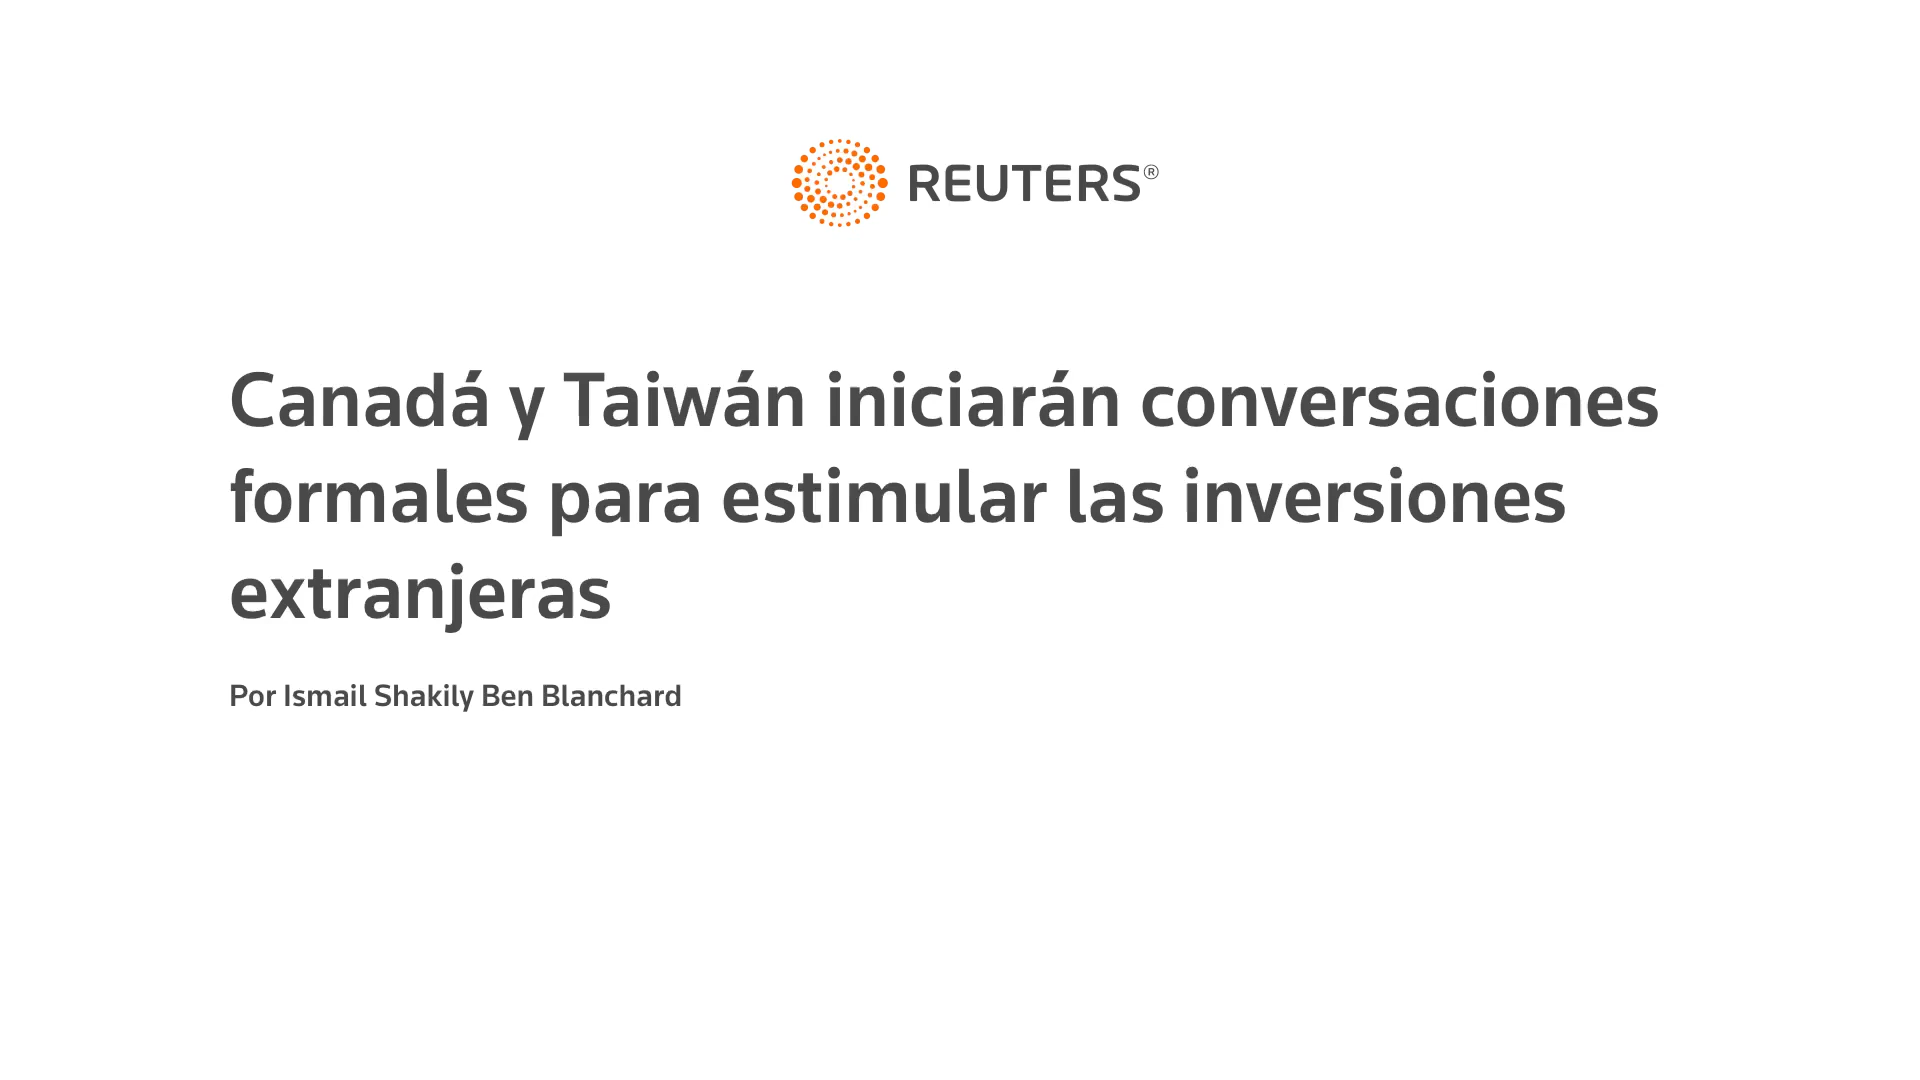 REUTERS®
Canadá y Taiwán iniciarán conversaciones
formales para estimular las inversiones
extranjeras
Por Ismail Shakily Ben Blanchard